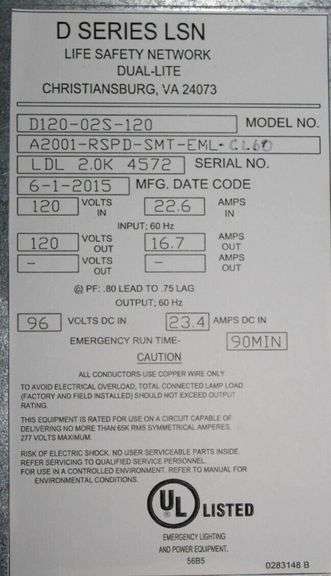 D SERIES LSN
LIFE SAFETY NETWORK
DUAL-LITE
CHRISTIANSBURG, VA 24073
D120-02S-120 MODEL NO.
A2001-RSPD-SMT-EML-CL60
LDL 2.0K 4572 SERIAL NO.
6-1-2015 MFG. DATE CODE
120 VOLTS IN 22.6 AMPS IN
INPUT; 60 Hz
120 VOLTS OUT 16.7 AMPS OUT
- VOLTS OUT - AMPS OUT
@ PF: .80 LEAD TO .75 LAG
OUTPUT; 60 Hz
96 VOLTS DC IN 23.4 AMPS DC IN
EMERGENCY RUN TIME- 90MIN
CAUTION
ALL CONDUCTORS USE COPPER WIRE ONLY
TO AVOID ELECTRICAL OVERLOAD, TOTAL CONNECTED LAMP LOAD
(FACTORY AND FIELD INSTALLED) SHOULD NOT EXCEED OUTPUT
RATING.
THIS EQUIPMENT IS RATED FOR USE ON A CIRCUIT CAPABLE OF
DELIVERING NO MORE THAN 65K RMS SYMMETRICAL AMPERES,
277 VOLTS MAXIMUM.
RISK OF ELECTRIC SHOCK. NO USER SERVICEABLE PARTS INSIDE.
REFER SERVICING TO QUALIFIED SERVICE PERSONNEL.
FOR USE IN A CONTROLLED ENVIRONMENT. REFER TO MANUAL FOR
ENVIRONMENTAL CONDITIONS.
UL LISTED
®
EMERGENCY LIGHTING
AND POWER EQUIPMENT.
56B5
0283148 B